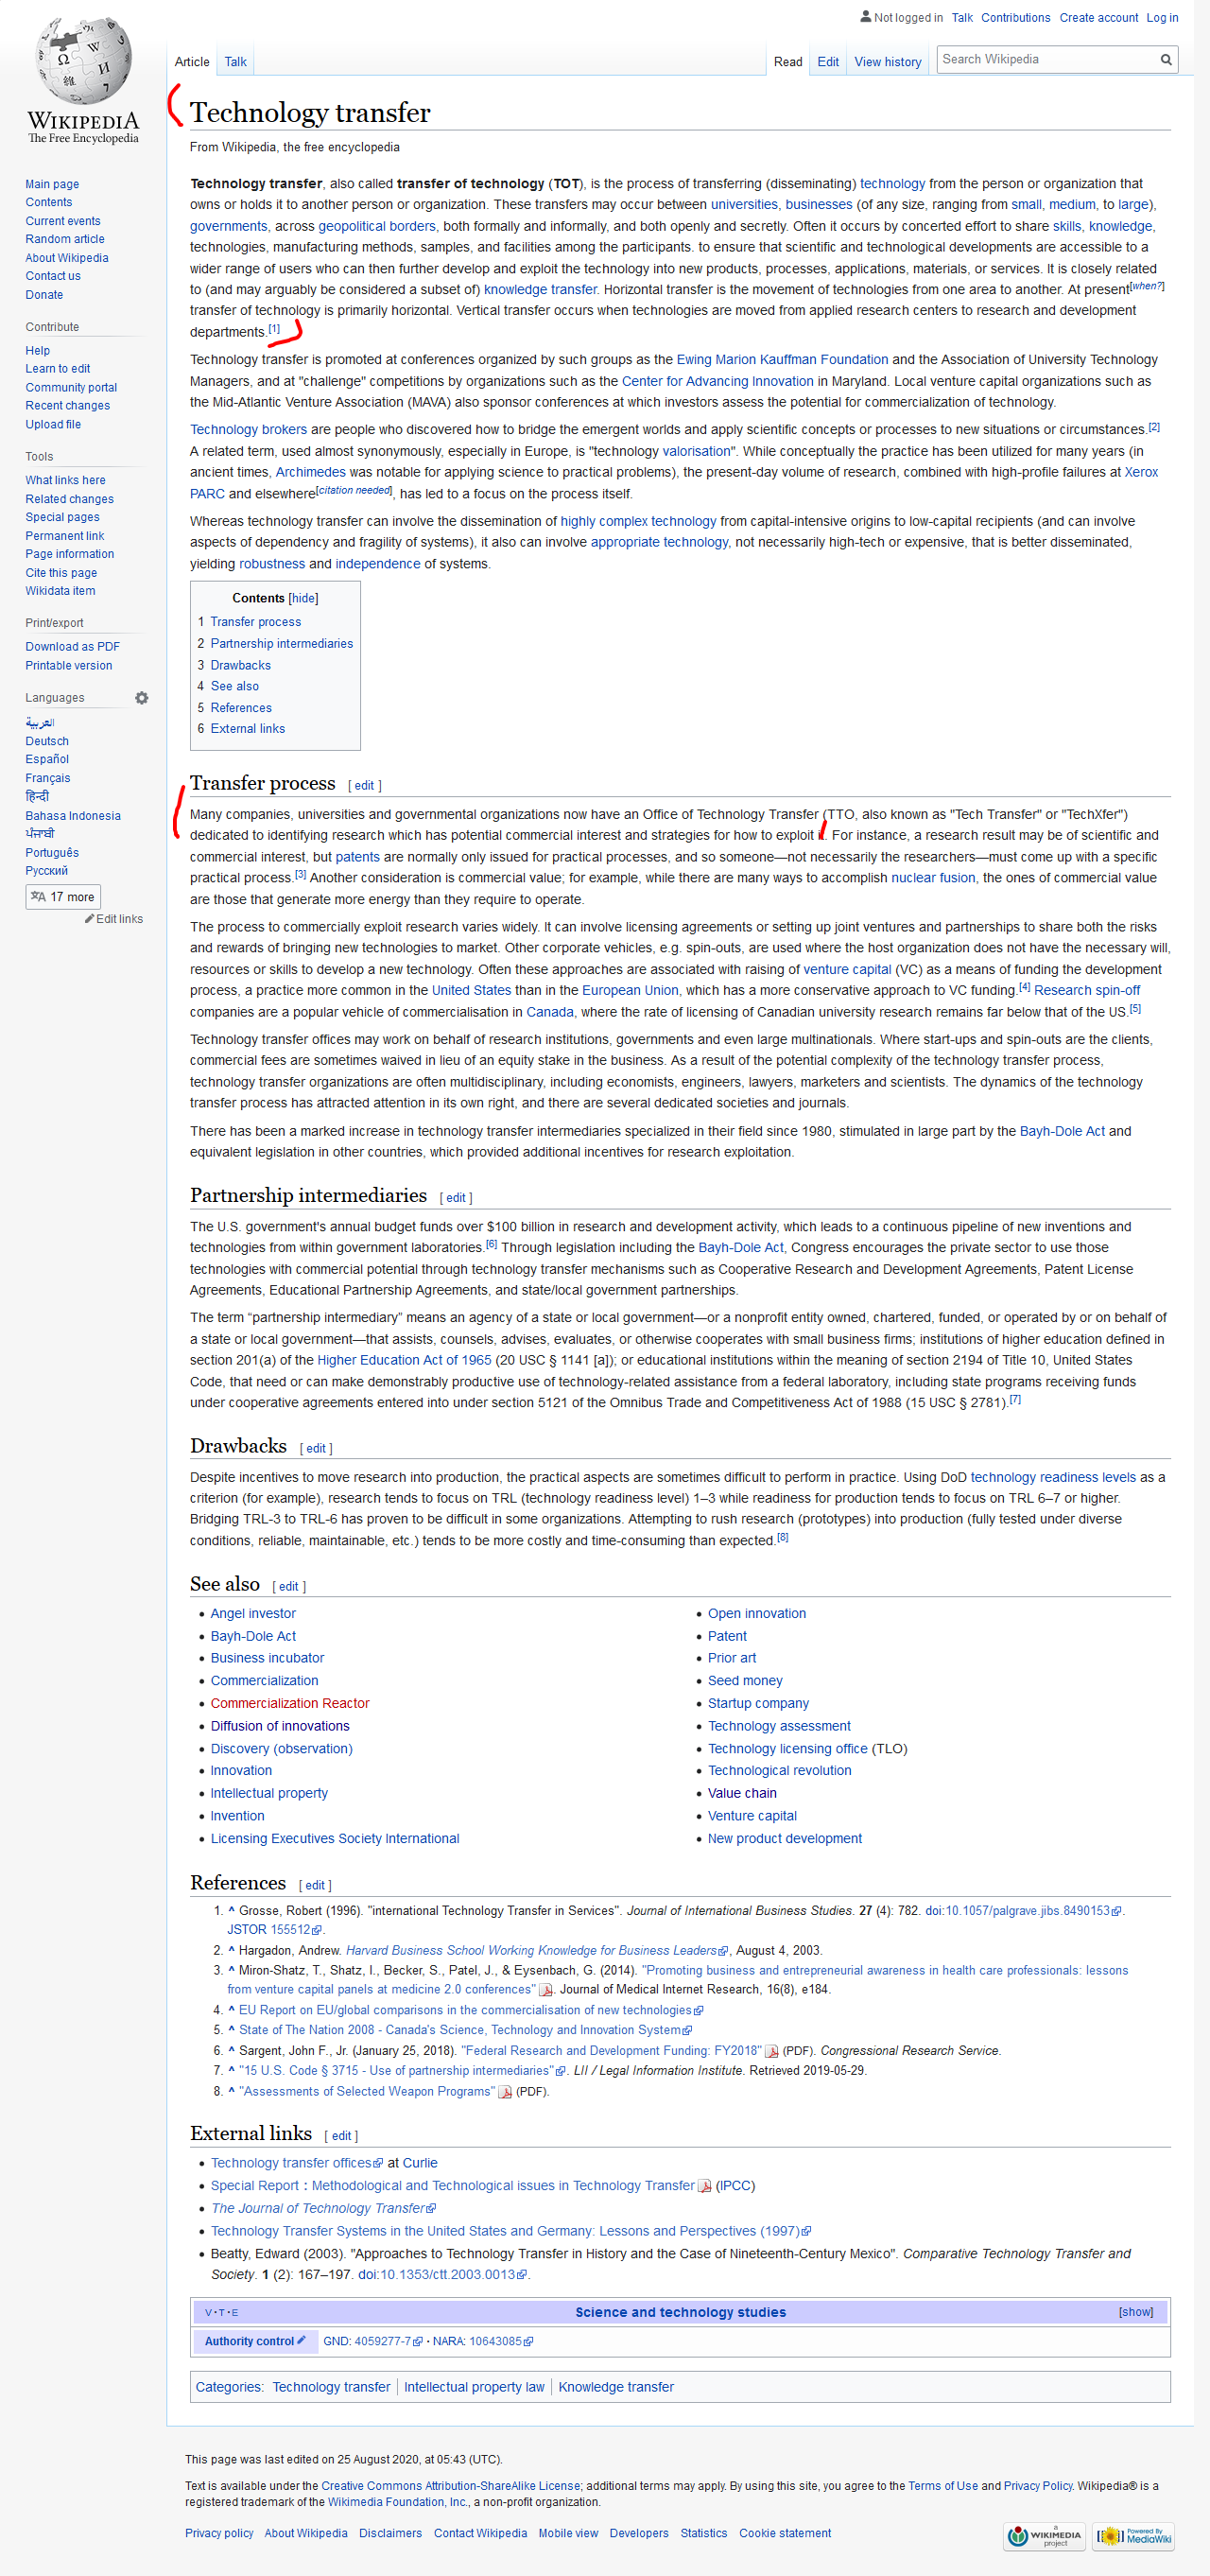 Not logged in Talk Contributions Create account Log in
Article Talk Read Edit View history Search Wikipedia
WIKIPEDIA
The Free Encyclopedia
Main page
Contents
Current events
Random article
About Wikipedia
Contact us
Donate
Contribute
Help
Learn to edit
Community portal
Recent changes
Upload file
Tools
What links here
Related changes
Special pages
Permanent link
Page information
Cite this page
Wikidata item
Print/export
Download as PDF
Printable version
Languages
العربية
Deutsch
Español
Français
हिन्दी
Bahasa Indonesia
ਪੰਜਾਬੀ
Português
Русский
17 more
Edit links
Technology transfer
From Wikipedia, the free encyclopedia
Technology transfer, also called transfer of technology (TOT), is the process of transferring (disseminating) technology from the person or organization that
owns or holds it to another person or organization. These transfers may occur between universities, businesses (of any size, ranging from small, medium, to large),
governments, across geopolitical borders, both formally and informally, and both openly and secretly. Often it occurs by concerted effort to share skills, knowledge,
technologies, manufacturing methods, samples, and facilities among the participants. to ensure that scientific and technological developments are accessible to a
wider range of users who can then further develop and exploit the technology into new products, processes, applications, materials, or services. It is closely related
to (and may arguably be considered a subset of) knowledge transfer. Horizontal transfer is the movement of technologies from one area to another. At present[when?]
transfer of technology is primarily horizontal. Vertical transfer occurs when technologies are moved from applied research centers to research and development
departments.[1]
Technology transfer is promoted at conferences organized by such groups as the Ewing Marion Kauffman Foundation and the Association of University Technology
Managers, and at "challenge" competitions by organizations such as the Center for Advancing Innovation in Maryland. Local venture capital organizations such as
the Mid-Atlantic Venture Association (MAVA) also sponsor conferences at which investors assess the potential for commercialization of technology.
Technology brokers are people who discovered how to bridge the emergent worlds and apply scientific concepts or processes to new situations or circumstances.[2]
A related term, used almost synonymously, especially in Europe, is "technology valorisation". While conceptually the practice has been utilized for many years (in
ancient times, Archimedes was notable for applying science to practical problems), the present-day volume of research, combined with high-profile failures at Xerox
PARC and elsewhere[citation needed], has led to a focus on the process itself.
Whereas technology transfer can involve the dissemination of highly complex technology from capital-intensive origins to low-capital recipients (and can involve
aspects of dependency and fragility of systems), it also can involve appropriate technology, not necessarily high-tech or expensive, that is better disseminated,
yielding robustness and independence of systems.
Contents [hide]
1 Transfer process
2 Partnership intermediaries
3 Drawbacks
4 See also
5 References
6 External links
Transfer process [ edit ]
Many companies, universities and governmental organizations now have an Office of Technology Transfer (TTO, also known as "Tech Transfer" or "TechXfer")
dedicated to identifying research which has potential commercial interest and strategies for how to exploit it. For instance, a research result may be of scientific and
commercial interest, but patents are normally only issued for practical processes, and so someone—not necessarily the researchers—must come up with a specific
practical process.[3] Another consideration is commercial value; for example, while there are many ways to accomplish nuclear fusion, the ones of commercial value
are those that generate more energy than they require to operate.
The process to commercially exploit research varies widely. It can involve licensing agreements or setting up joint ventures and partnerships to share both the risks
and rewards of bringing new technologies to market. Other corporate vehicles, e.g. spin-outs, are used where the host organization does not have the necessary will,
resources or skills to develop a new technology. Often these approaches are associated with raising of venture capital (VC) as a means of funding the development
process, a practice more common in the United States than in the European Union, which has a more conservative approach to VC funding.[4] Research spin-off
companies are a popular vehicle of commercialisation in Canada, where the rate of licensing of Canadian university research remains far below that of the US.[5]
Technology transfer offices may work on behalf of research institutions, governments and even large multinationals. Where start-ups and spin-outs are the clients,
commercial fees are sometimes waived in lieu of an equity stake in the business. As a result of the potential complexity of the technology transfer process,
technology transfer organizations are often multidisciplinary, including economists, engineers, lawyers, marketers and scientists. The dynamics of the technology
transfer process has attracted attention in its own right, and there are several dedicated societies and journals.
There has been a marked increase in technology transfer intermediaries specialized in their field since 1980, stimulated in large part by the Bayh-Dole Act and
equivalent legislation in other countries, which provided additional incentives for research exploitation.
Partnership intermediaries [ edit ]
The U.S. government's annual budget funds over $100 billion in research and development activity, which leads to a continuous pipeline of new inventions and
technologies from within government laboratories.[6] Through legislation including the Bayh-Dole Act, Congress encourages the private sector to use those
technologies with commercial potential through technology transfer mechanisms such as Cooperative Research and Development Agreements, Patent License
Agreements, Educational Partnership Agreements, and state/local government partnerships.
The term “partnership intermediary” means an agency of a state or local government—or a nonprofit entity owned, chartered, funded, or operated by or on behalf of
a state or local government—that assists, counsels, advises, evaluates, or otherwise cooperates with small business firms; institutions of higher education defined in
section 201(a) of the Higher Education Act of 1965 (20 USC § 1141 [a]); or educational institutions within the meaning of section 2194 of Title 10, United States
Code, that need or can make demonstrably productive use of technology-related assistance from a federal laboratory, including state programs receiving funds
under cooperative agreements entered into under section 5121 of the Omnibus Trade and Competitiveness Act of 1988 (15 USC § 2781).[7]
Drawbacks [ edit ]
Despite incentives to move research into production, the practical aspects are sometimes difficult to perform in practice. Using DoD technology readiness levels as a
criterion (for example), research tends to focus on TRL (technology readiness level) 1–3 while readiness for production tends to focus on TRL 6–7 or higher.
Bridging TRL-3 to TRL-6 has proven to be difficult in some organizations. Attempting to rush research (prototypes) into production (fully tested under diverse
conditions, reliable, maintainable, etc.) tends to be more costly and time-consuming than expected.[8]
See also [ edit ]
Angel investor
Bayh-Dole Act
Business incubator
Commercialization
Commercialization Reactor
Diffusion of innovations
Discovery (observation)
Innovation
Intellectual property
Invention
Licensing Executives Society International
Open innovation
Patent
Prior art
Seed money
Startup company
Technology assessment
Technology licensing office (TLO)
Technological revolution
Value chain
Venture capital
New product development
References [ edit ]
1. ^ Grosse, Robert (1996). "international Technology Transfer in Services". Journal of International Business Studies. 27 (4): 782. doi:10.1057/palgrave.jibs.8490153.
JSTOR 155512.
2. ^ Hargadon, Andrew. Harvard Business School Working Knowledge for Business Leaders, August 4, 2003.
3. ^ Miron-Shatz, T., Shatz, I., Becker, S., Patel, J., & Eysenbach, G. (2014). "Promoting business and entrepreneurial awareness in health care professionals: lessons
from venture capital panels at medicine 2.0 conferences". Journal of Medical Internet Research, 16(8), e184.
4. ^ EU Report on EU/global comparisons in the commercialisation of new technologies
5. ^ State of The Nation 2008 - Canada's Science, Technology and Innovation System
6. ^ Sargent, John F., Jr. (January 25, 2018). "Federal Research and Development Funding: FY2018" (PDF). Congressional Research Service.
7. ^ "15 U.S. Code § 3715 - Use of partnership intermediaries". LII / Legal Information Institute. Retrieved 2019-05-29.
8. ^ "Assessments of Selected Weapon Programs" (PDF).
External links [ edit ]
Technology transfer offices at Curlie
Special Report : Methodological and Technological issues in Technology Transfer (IPCC)
The Journal of Technology Transfer
Technology Transfer Systems in the United States and Germany: Lessons and Perspectives (1997)
Beatty, Edward (2003). "Approaches to Technology Transfer in History and the Case of Nineteenth-Century Mexico". Comparative Technology Transfer and
Society. 1 (2): 167–197. doi:10.1353/ctt.2003.0013.
V·T·E Science and technology studies [show]
Authority control GND: 4059277-7 · NARA: 10643085
Categories: Technology transfer | Intellectual property law | Knowledge transfer
This page was last edited on 25 August 2020, at 05:43 (UTC).
Text is available under the Creative Commons Attribution-ShareAlike License; additional terms may apply. By using this site, you agree to the Terms of Use and Privacy Policy. Wikipedia® is a
registered trademark of the Wikimedia Foundation, Inc., a non-profit organization.
Privacy policy About Wikipedia Disclaimers Contact Wikipedia Mobile view Developers Statistics Cookie statement
a WIKIMEDIA project Powered By MediaWiki